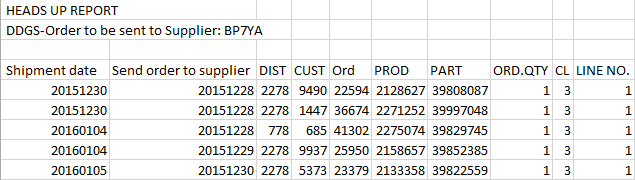 HEADS UP REPORT
DDGS-Order to be sent to Supplier: BP7YA
Shipment date Send order to supplier DIST CUST Ord PROD PART ORD.QTY CL LINE NO.
20151230 20151228 2278 9490 22594 2128627 39808087 1 3 1
20151230 20151228 2278 1447 36674 2271252 39997048 1 3 1
20160104 20151228 778 685 41302 2275074 39829745 1 3 1
20160104 20151229 2278 9937 25950 2158657 39852385 1 3 1
20160105 20151230 2278 5373 23379 2133358 39822559 1 3 1